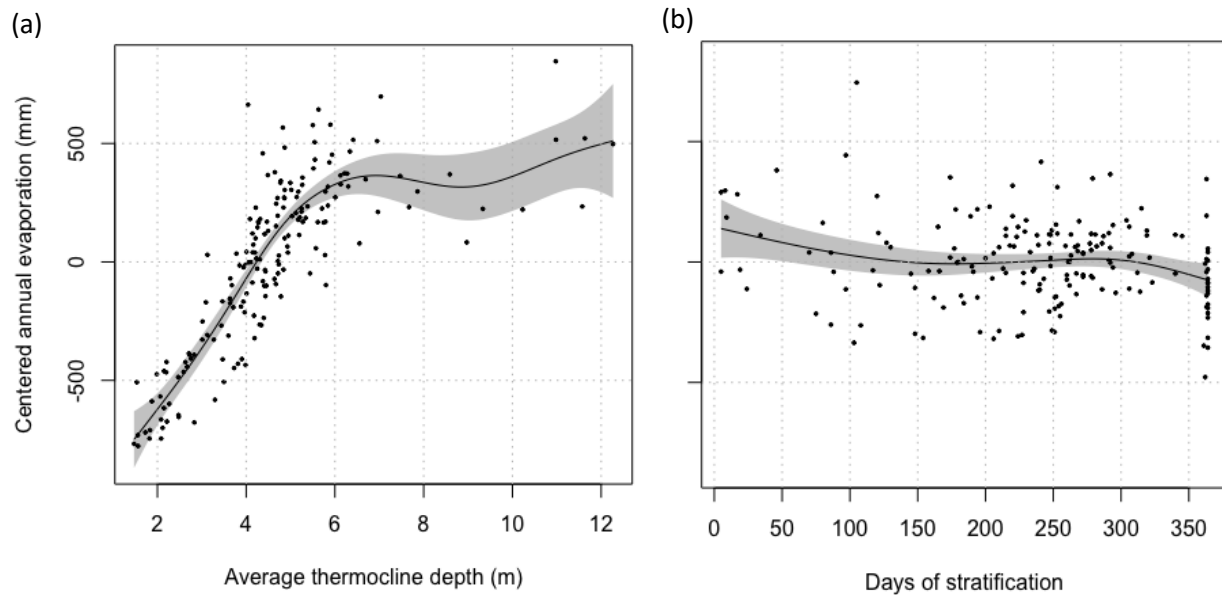 (a)
(b)
Centered annual evaporation (mm)
500
0
-500
2 4 6 8 10 12
Average thermocline depth (m)
0 50 100 150 200 250 300 350
Days of stratification